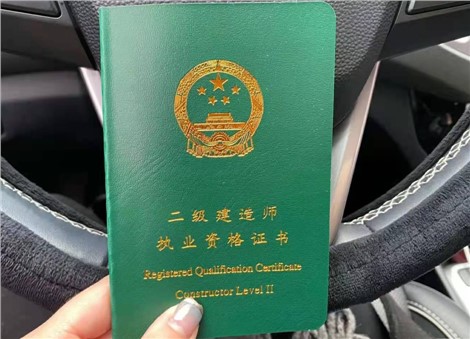 二级建造师
执业资格证书
Registered Qualification Certificate
Constructor Level II